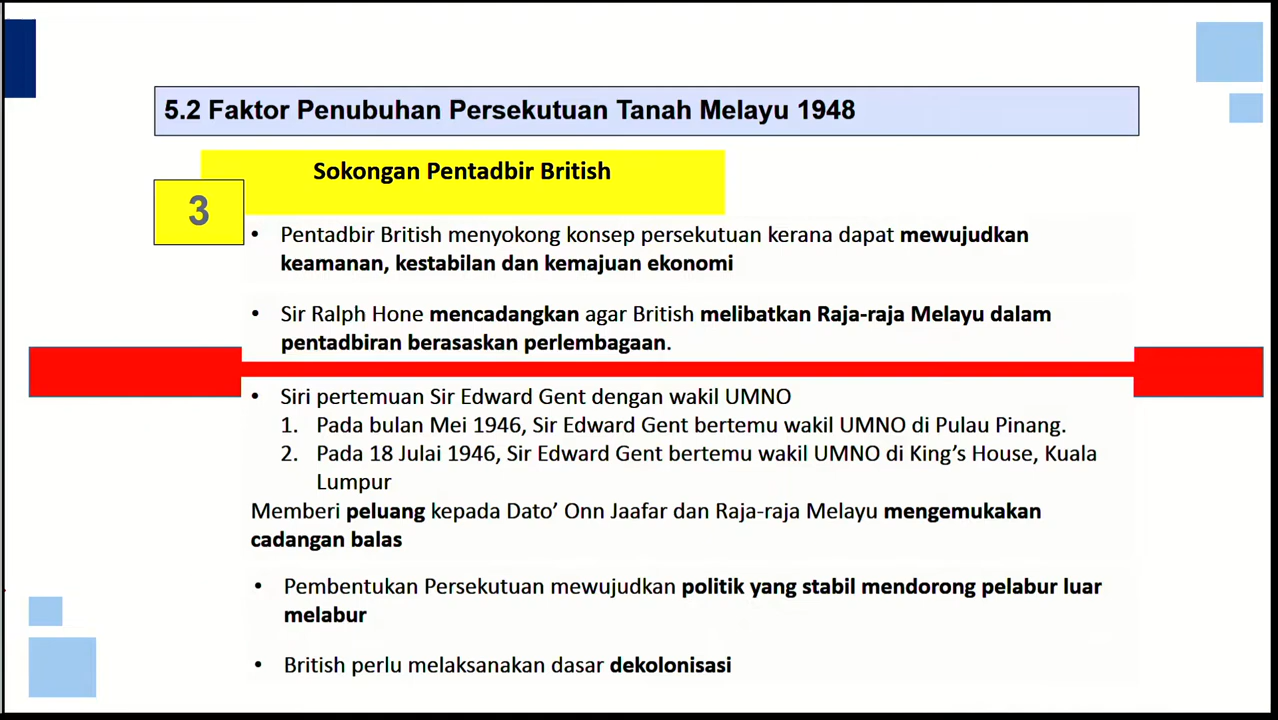 5.2 Faktor Penubuhan Persekutuan Tanah Melayu 1948
Sokongan Pentadbir British
3
• Pentadbir British menyokong konsep persekutuan kerana dapat mewujudkan
keamanan, kestabilan dan kemajuan ekonomi
• Sir Ralph Hone mencadangkan agar British melibatkan Raja-raja Melayu dalam
pentadbiran berasaskan perlembagaan.
• Siri pertemuan Sir Edward Gent dengan wakil UMNO
1. Pada bulan Mei 1946, Sir Edward Gent bertemu wakil UMNO di Pulau Pinang.
2. Pada 18 Julai 1946, Sir Edward Gent bertemu wakil UMNO di King’s House, Kuala
Lumpur
Memberi peluang kepada Dato’ Onn Jaafar dan Raja-raja Melayu mengemukakan
cadangan balas
• Pembentukan Persekutuan mewujudkan politik yang stabil mendorong pelabur luar
melabur
• British perlu melaksanakan dasar dekolonisasi